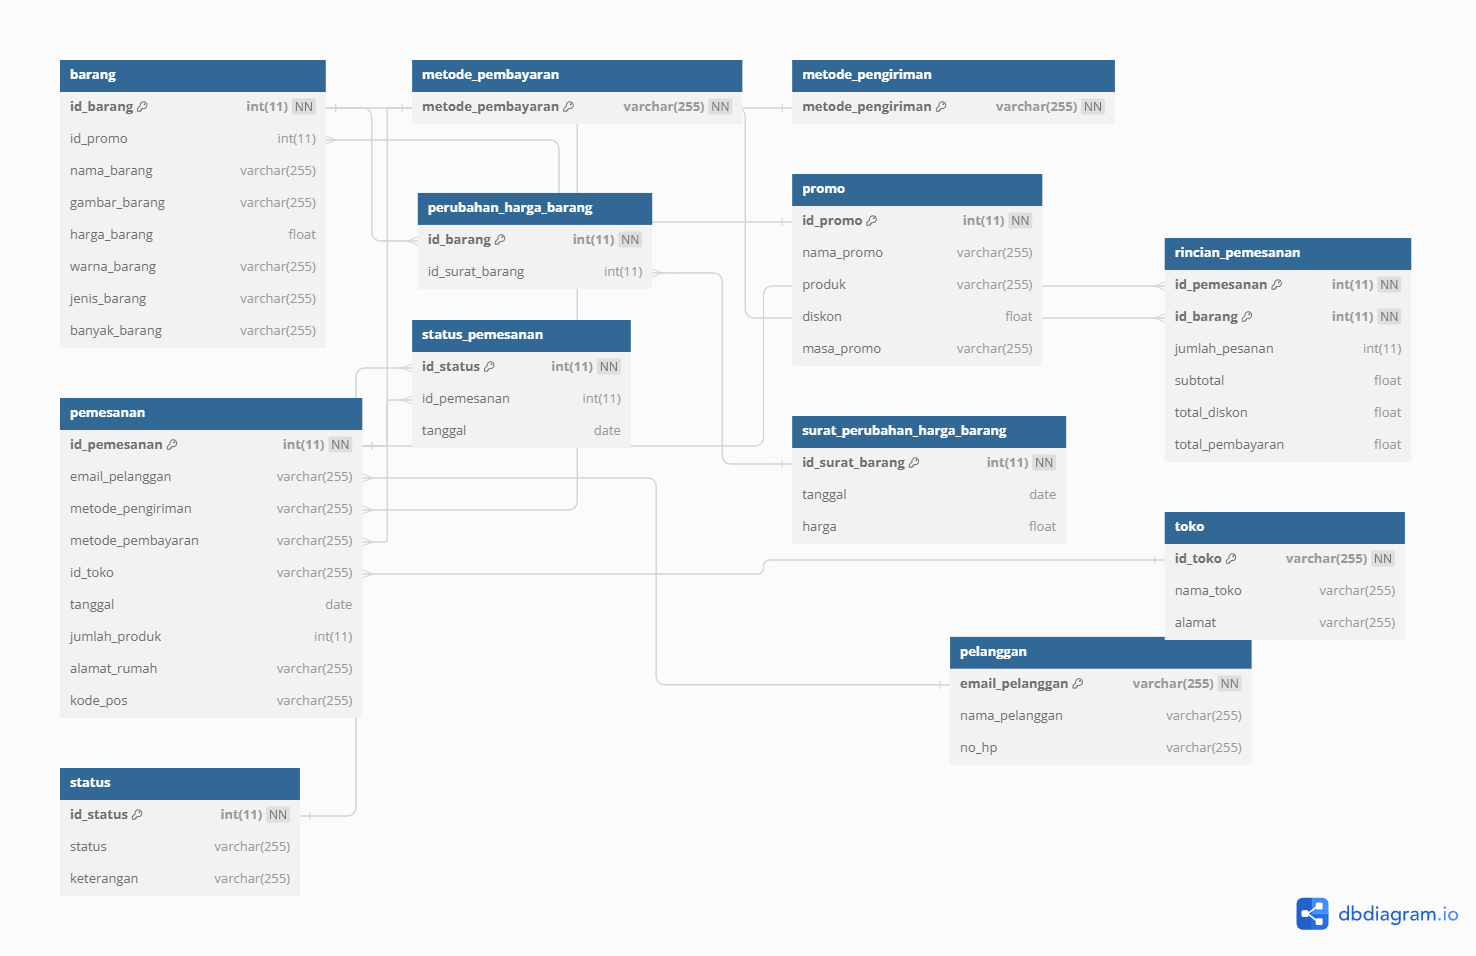 barang
id_barang int(11) NN
id_promo int(11)
nama_barang varchar(255)
gambar_barang varchar(255)
harga_barang float
warna_barang varchar(255)
jenis_barang varchar(255)
banyak_barang varchar(255)
metode_pembayaran
metode_pembayaran varchar(255) NN
metode_pengiriman
metode_pengiriman varchar(255) NN
perubahan_harga_barang
id_barang int(11) NN
id_surat_barang int(11)
promo
id_promo int(11) NN
nama_promo varchar(255)
produk varchar(255)
diskon float
masa_promo varchar(255)
rincian_pemesanan
id_pemesanan int(11) NN
id_barang int(11) NN
jumlah_pesanan int(11)
subtotal float
total_diskon float
total_pembayaran float
status_pemesanan
id_status int(11) NN
id_pemesanan int(11)
tanggal date
pemesanan
id_pemesanan int(11) NN
email_pelanggan varchar(255)
metode_pengiriman varchar(255)
metode_pembayaran varchar(255)
id_toko varchar(255)
tanggal date
jumlah_produk int(11)
alamat_rumah varchar(255)
kode_pos varchar(255)
surat_perubahan_harga_barang
id_surat_barang int(11) NN
tanggal date
harga float
toko
id_toko varchar(255) NN
nama_toko varchar(255)
alamat varchar(255)
pelanggan
email_pelanggan varchar(255) NN
nama_pelanggan varchar(255)
no_hp varchar(255)
status
id_status int(11) NN
status varchar(255)
keterangan varchar(255)
dbdiagram.io